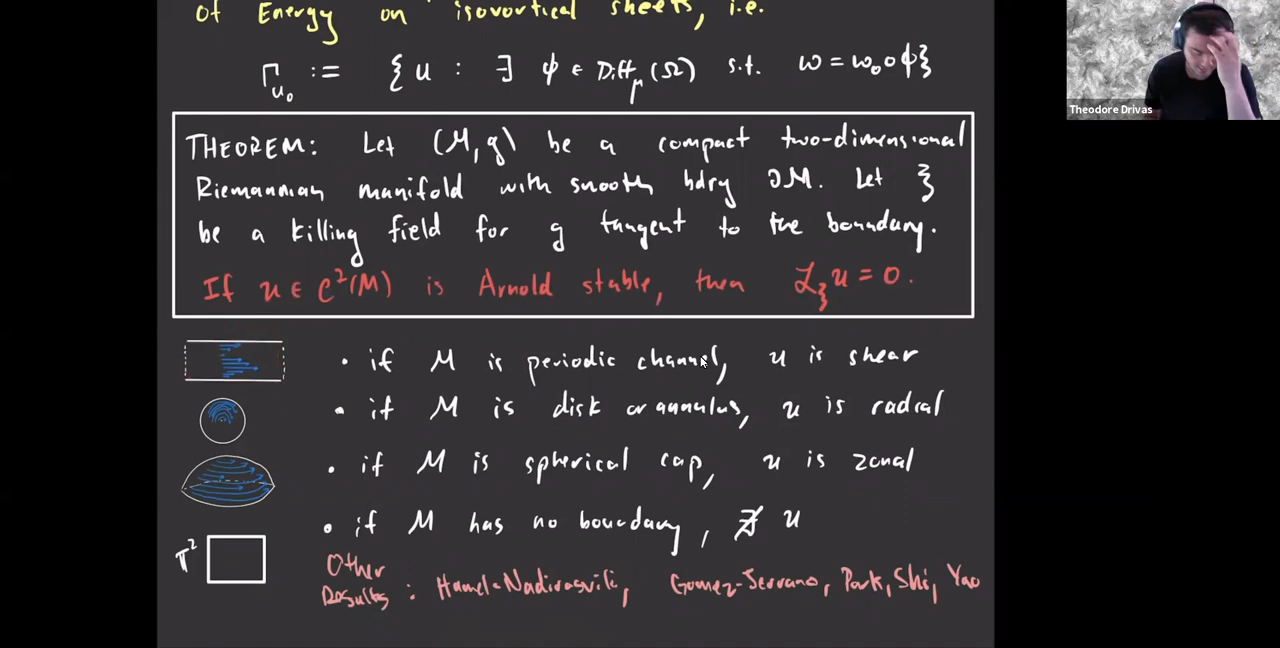 of Energy on isovortical sheets, i.e.
Γ_{u_0} := { u : ∃ φ ∈ Diff_μ(Ω) s.t. ω = ω_0 ∘ φ }
Theodore Drivas
THEOREM: Let (M, g) be a compact two-dimensional
Riemannian manifold with smooth bdry ∂M. Let ξ
be a killing field for g tangent to the boundary.
If u ∈ C²(M) is Arnold stable, then ℒ_ξ u = 0.
• if M is periodic channel, u is shear
• if M is disk or annulus, u is radial
• if M is spherical cap, u is zonal
• if M has no boundary, ∄ u
T²
Other
Results : Hamel-Nadirasvili, Gomez-Serrano, Park, Shi, Yao